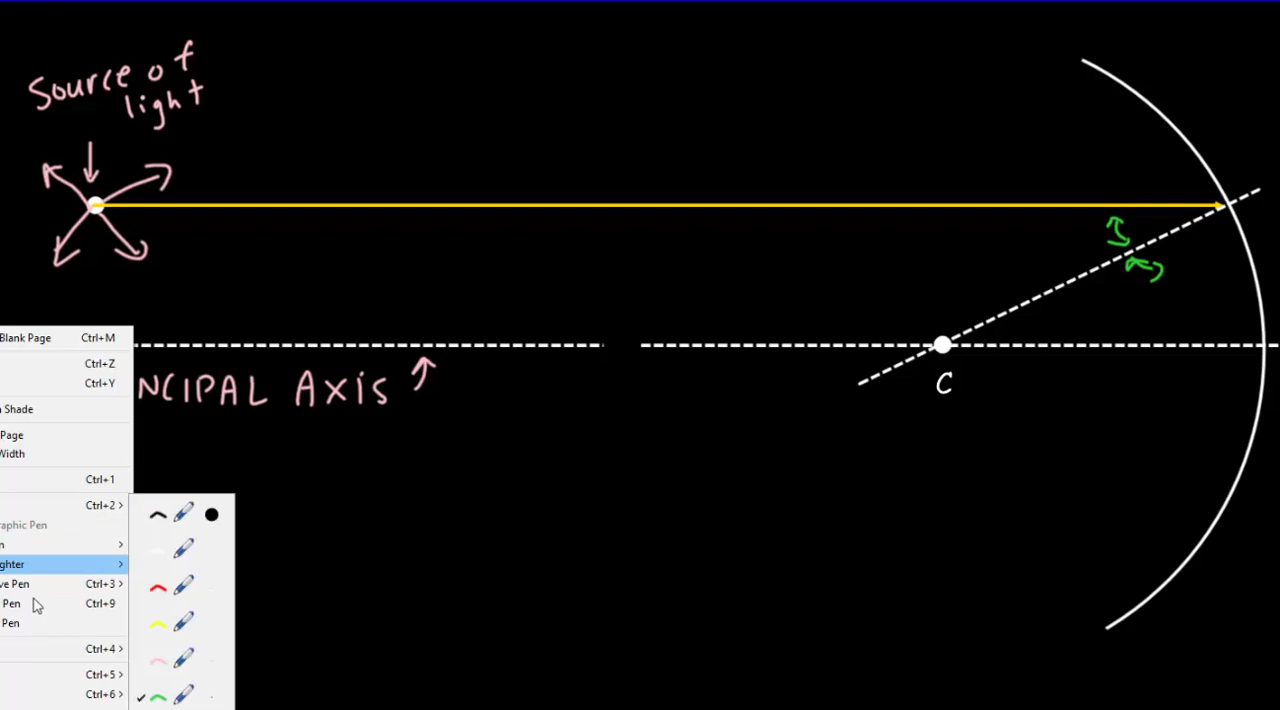 Source of
light
Blank Page Ctrl+M
Ctrl+Z
Ctrl+Y
NCIPAL AXIS
C
Shade
Page
Width
Ctrl+1
Ctrl+2
raphic Pen
ghter
ve Pen Ctrl+3
Pen Ctrl+9
Pen
Ctrl+4
Ctrl+5
Ctrl+6